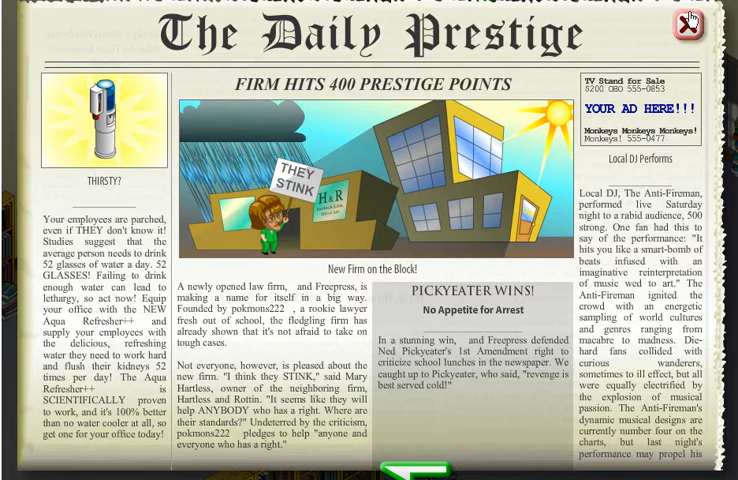 The Daily Prestige
THIRSTY?
Your employees are parched,
even if THEY don't know it!
Studies suggest that the
average person needs to drink
52 glasses of water a day. 52
GLASSES! Failing to drink
enough water can lead to
lethargy, so act now! Equip
your office with the NEW
Aqua Refresher++ and
supply your employees with
the delicious, refreshing
water they need to work hard
and flush their kidneys 52
times per day! The Aqua
Refresher++ is
SCIENTIFICALLY proven
to work, and it's 100% better
than no water cooler at all, so
get one for your office today!
FIRM HITS 400 PRESTIGE POINTS
THEY
STINK
H&R
New Firm on the Block!
A newly opened law firm, and Freepress, is
making a name for itself in a big way.
Founded by pokmons222 , a rookie lawyer
fresh out of school, the fledgling firm has
already shown that it's not afraid to take on
tough cases.
Not everyone, however, is pleased about the
new firm. "I think they STINK," said Mary
Hartless, owner of the neighboring firm,
Hartless and Rottin. "It seems like they will
help ANYBODY who has a right. Where are
their standards?" Undeterred by the criticism,
pokmons222 pledges to help "anyone and
everyone who has a right."
PICKYEATER WINS!
No Appetite for Arrest
In a stunning win, and Freepress defended
Ned Pickyeater's 1st Amendment right to
criticize school lunches in the newspaper. We
caught up to Pickyeater, who said, "revenge is
best served cold!"
TV Stand for Sale
$200 OBO 555-0853
YOUR AD HERE!!!
Monkeys Monkeys Monkeys!
Monkeys! 555-0477
Local DJ Performs
Local DJ, The Anti-Fireman,
performed live Saturday
night to a rabid audience, 500
strong. One fan had this to
say of the performance: "It
hits you like a smart-bomb of
beats infused with an
imaginative reinterpretation
of music wed to art." The
Anti-Fireman ignited the
crowd with an energetic
sampling of world cultures
and genres ranging from
macabre to madness. Die-
hard fans collided with
curious wanderers,
sometimes to ill effect, but all
were equally electrified by
the explosion of musical
passion. The Anti-Fireman's
dynamic musical designs are
currently number four on the
charts, but last night's
performance may propel his